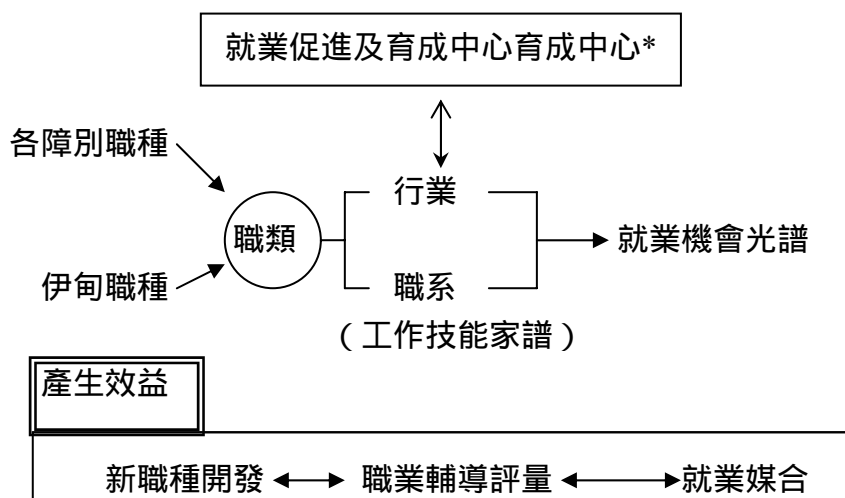 就業促進及育成中心育成中心*
各障別職種
行業
職類
就業機會光譜
伊甸職種
職系
（工作技能家譜）
產生效益
新職種開發 職業輔導評量 就業媒合